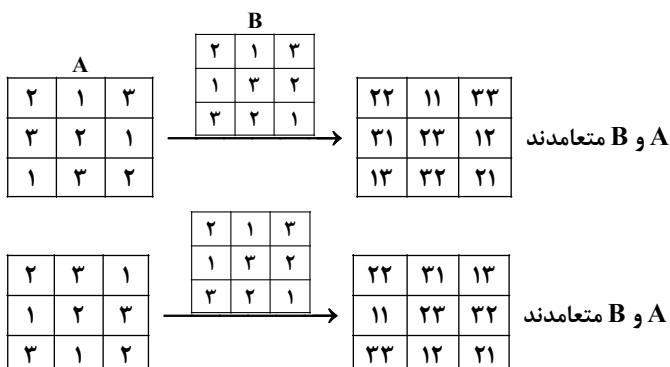 B
۲ ۱ ۳
۱ ۳ ۲
۳ ۲ ۱
A
۲ ۱ ۳
۳ ۲ ۱
۱ ۳ ۲
۲۲ ۱۱ ۳۳
۳۱ ۲۳ ۱۲
۱۳ ۳۲ ۲۱
A و B متعامدند
۲ ۱ ۳
۱ ۳ ۲
۳ ۲ ۱
۲ ۳ ۱
۱ ۲ ۳
۳ ۱ ۲
۲۲ ۳۱ ۱۳
۱۱ ۲۳ ۳۲
۳۳ ۱۲ ۲۱
A و B متعامدند